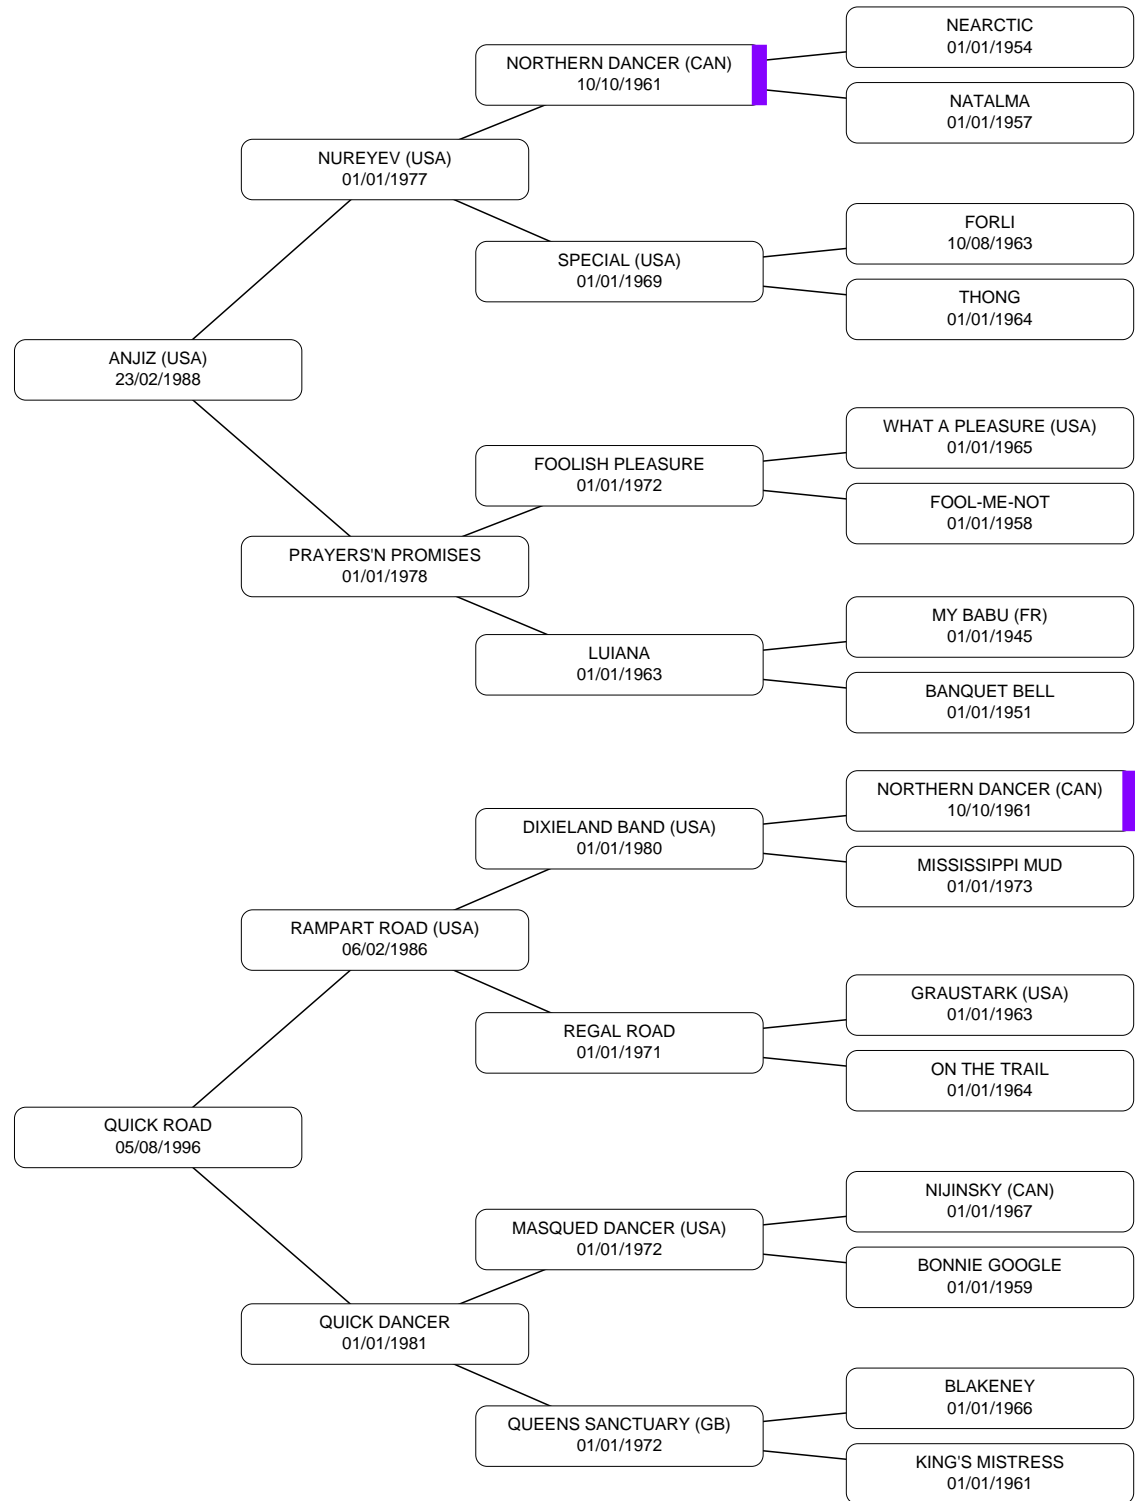 NEARCTIC
01/01/1954
NORTHERN DANCER (CAN)
10/10/1961
NATALMA
01/01/1957
NUREYEV (USA)
01/01/1977
FORLI
10/08/1963
SPECIAL (USA)
01/01/1969
THONG
01/01/1964
ANJIZ (USA)
23/02/1988
WHAT A PLEASURE (USA)
01/01/1965
FOOLISH PLEASURE
01/01/1972
FOOL-ME-NOT
01/01/1958
PRAYERS'N PROMISES
01/01/1978
MY BABU (FR)
01/01/1945
LUIANA
01/01/1963
BANQUET BELL
01/01/1951
NORTHERN DANCER (CAN)
10/10/1961
DIXIELAND BAND (USA)
01/01/1980
MISSISSIPPI MUD
01/01/1973
RAMPART ROAD (USA)
06/02/1986
GRAUSTARK (USA)
01/01/1963
REGAL ROAD
01/01/1971
ON THE TRAIL
01/01/1964
QUICK ROAD
05/08/1996
NIJINSKY (CAN)
01/01/1967
MASQUED DANCER (USA)
01/01/1972
BONNIE GOOGLE
01/01/1959
QUICK DANCER
01/01/1981
BLAKENEY
01/01/1966
QUEENS SANCTUARY (GB)
01/01/1972
KING'S MISTRESS
01/01/1961